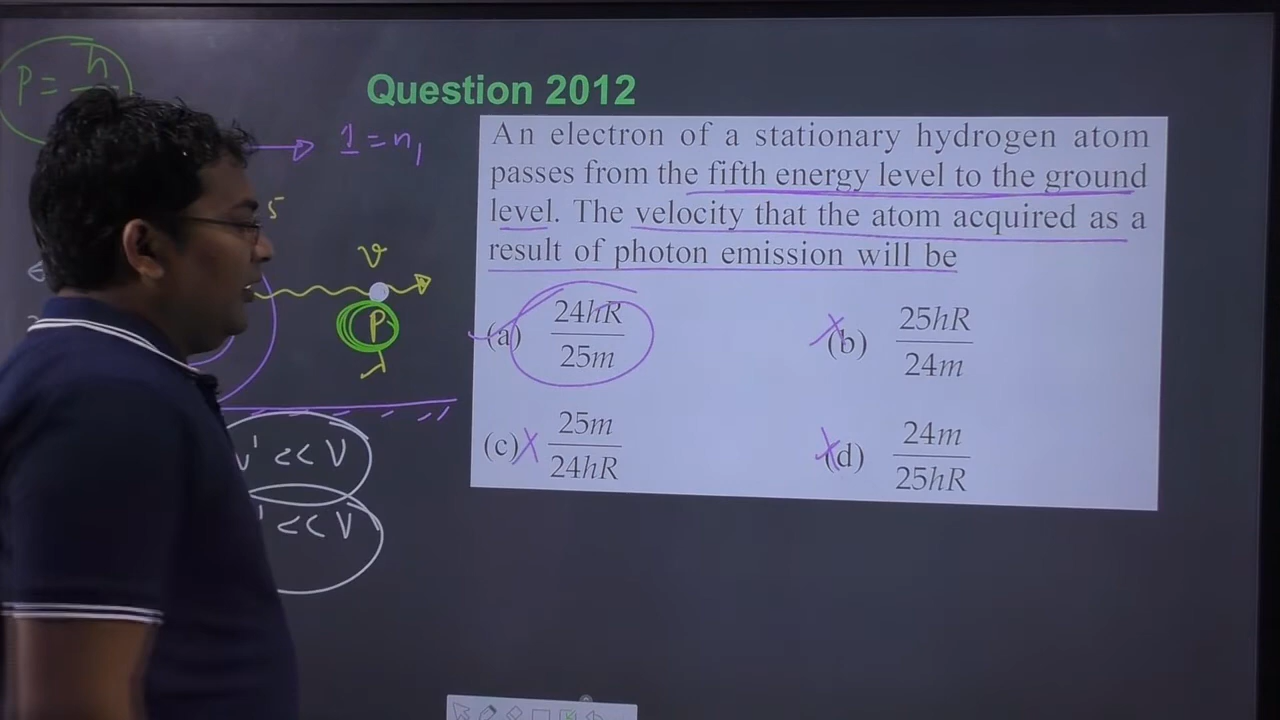 Question 2012
P = h
1 = n₁
An electron of a stationary hydrogen atom
passes from the fifth energy level to the ground
level. The velocity that the atom acquired as a
result of photon emission will be
5
ν
P
λ
(a) 24hR/25m
(b) 25hR/24m
(c) 25m/24hR
(d) 24m/25hR
v' << V
' << V